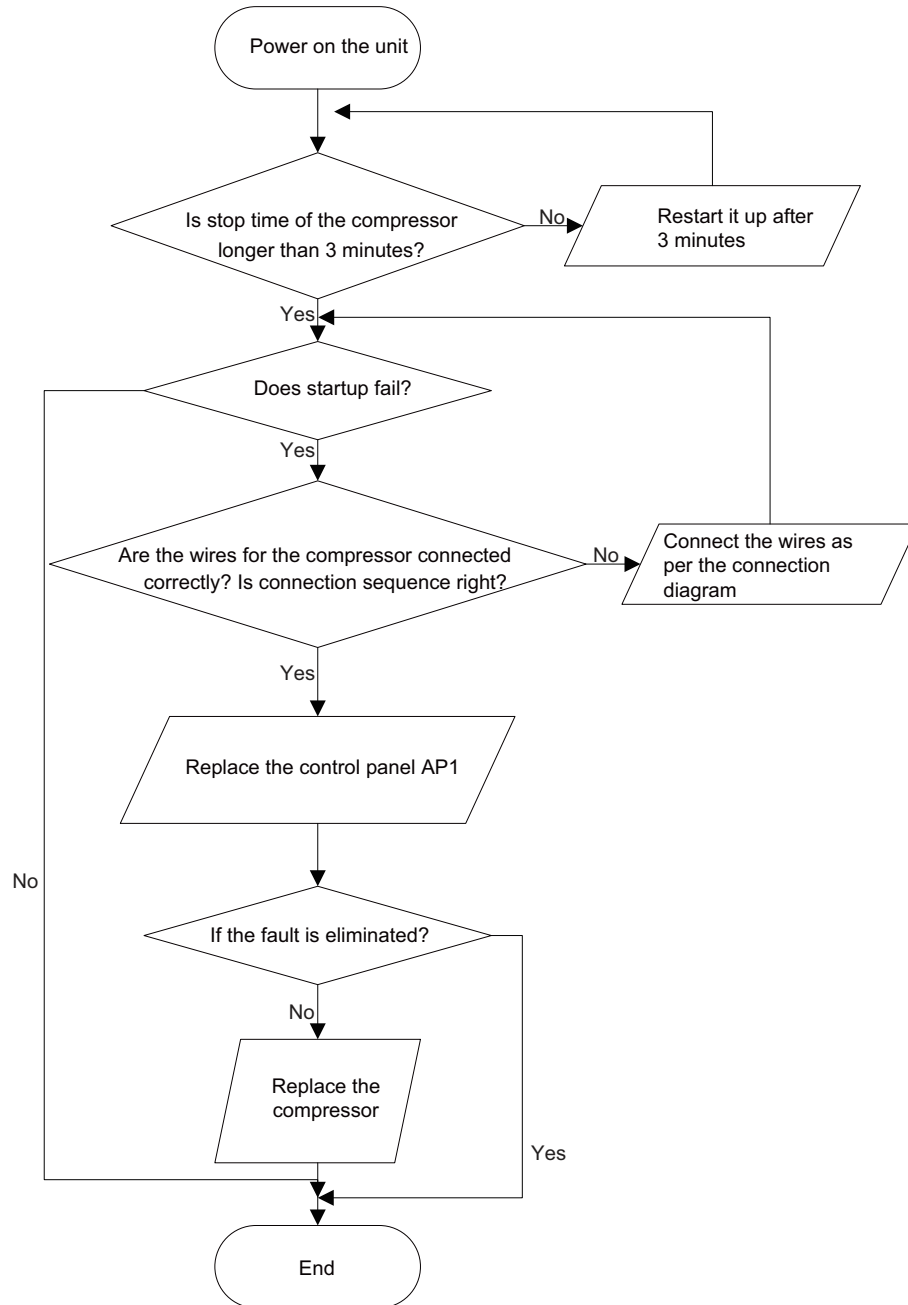 Power on the unit
Is stop time of the compressor
longer than 3 minutes?
No
Restart it up after
3 minutes
Yes
Does startup fail?
Yes
Are the wires for the compressor connected
correctly? Is connection sequence right?
No
Connect the wires as
per the connection
diagram
Yes
Replace the control panel AP1
No
If the fault is eliminated?
No
Replace the
compressor
Yes
End